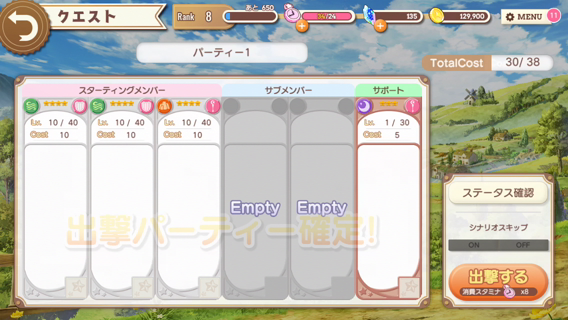 クエスト
Rank 8
あと 650
24/24
135
129,900
MENU
11
パーティー1
TotalCost 30/ 38
スターティングメンバー
サブメンバー
サポート
Lv. 10 / 40
Cost 10
Lv. 10 / 40
Cost 10
Lv. 10 / 40
Cost 10
Lv. 1 / 30
Cost 5
Empty
Empty
出撃パーティー確定!
ステータス確認
シナリオスキップ
ON OFF
出撃する
消費スタミナ x8